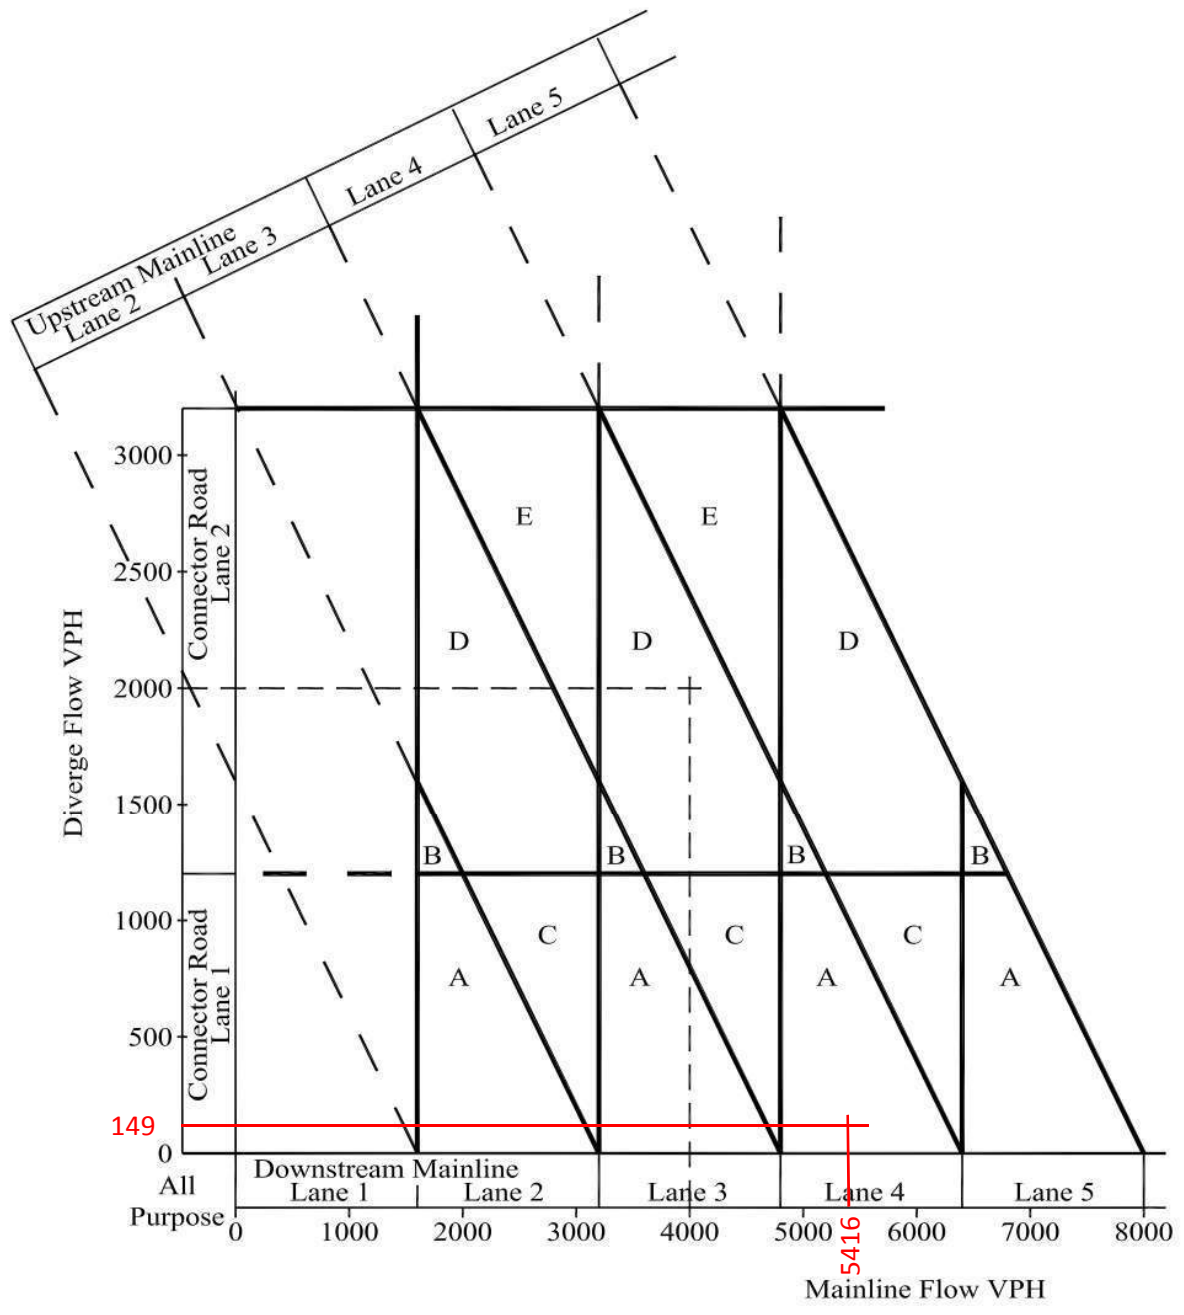 Upstream Mainline
Lane 2
Lane 3
Lane 4
Lane 5
3000
2500
2000
1500
1000
500
0
Diverge Flow VPH
Connector Road
Lane 2
Connector Road
Lane 1
E
E
D
D
D
B
B
B
B
C
C
C
A
A
A
A
149
Downstream Mainline
All
Purpose
Lane 1
Lane 2
Lane 3
Lane 4
Lane 5
0
1000
2000
3000
4000
5000
6000
7000
8000
5416
Mainline Flow VPH